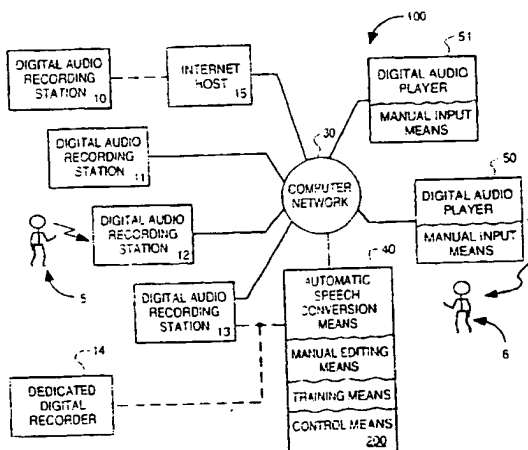 100
51
DIGITAL AUDIO
RECORDING
STATION 10
INTERNET
HOST 15
DIGITAL AUDIO
PLAYER
MANUAL INPUT
MEANS
30
DIGITAL AUDIO
RECORDING
STATION 11
COMPUTER
NETWORK
50
DIGITAL AUDIO
PLAYER
MANUAL INPUT
MEANS
DIGITAL AUDIO
RECORDING
STATION 12
5
40
AUTOMATIC
SPEECH
CONVERSION
MEANS
MANUAL EDITING
MEANS
TRAINING MEANS
CONTROL MEANS
200
DIGITAL AUDIO
RECORDING
STATION 13
6
14
DEDICATED
DIGITAL
RECORDER